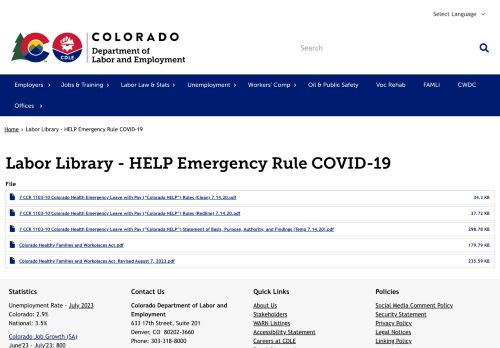 Select Language
COLORADO
Department of
Labor and Employment
CDLE
Search
Employers Jobs & Training Labor Law & Stats Unemployment Workers' Comp Oil & Public Safety Voc Rehab FAMLI CWDC
Offices
Home › Labor Library - HELP Emergency Rule COVID-19
Labor Library - HELP Emergency Rule COVID-19
File
7 CCR 1103-10 Colorado Health Emergency Leave with Pay ("Colorado HELP") Rules (Clean) 7.14.20.pdf 34.3 KB
7 CCR 1103-10 Colorado Health Emergency Leave with Pay ("Colorado HELP") Rules (Redline) 7.14.20.pdf 37.72 KB
7 CCR 1103-10 Colorado Health Emergency Leave with Pay ("Colorado HELP") Statement of Basis, Purpose, Authority, and Findings (Temp 7.14.20).pdf 398.78 KB
Colorado Healthy Families and Workplaces Act.pdf 179.79 KB
Colorado Healthy Families and Workplaces Act_Revised August 7, 2023.pdf 235.59 KB
Statistics Contact Us Quick Links Policies
Unemployment Rate - July 2023
Colorado: 2.9%
National: 3.5%
Colorado Job Growth (SA)
June'23 - July'23: 800
Colorado Department of Labor and
Employment
633 17th Street, Suite 201
Denver, CO 80202-3660
Phone: 303-318-8000
About Us
Stakeholders
WARN Listings
Accessibility Statement
Careers at CDLE
Social Media Comment Policy
Security Statement
Privacy Policy
Legal Notices
Linking Policy